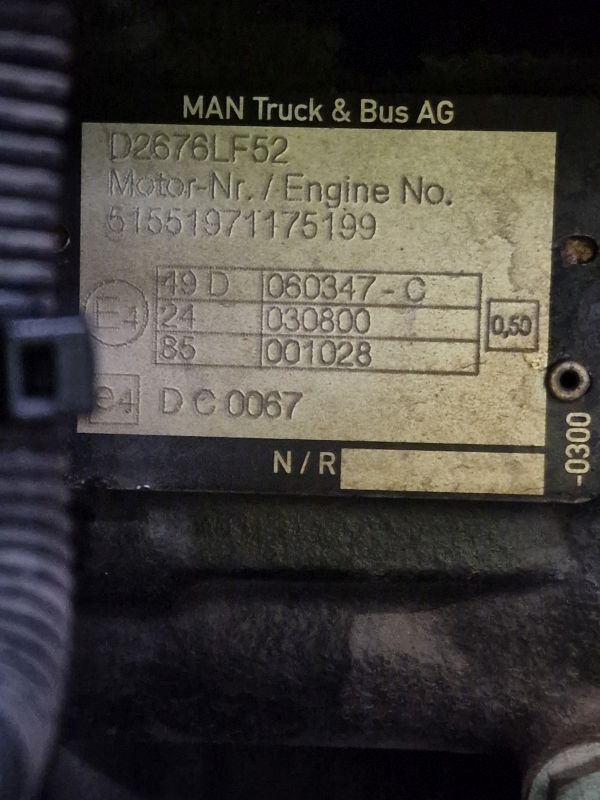 MAN Truck & Bus AG
D2676LF52
Motor-Nr. / Engine No.
51551971175199
49 D 060347 - C
E4 24 030800 0,50
85 001028
e4 D C 0067
N / R
-0300